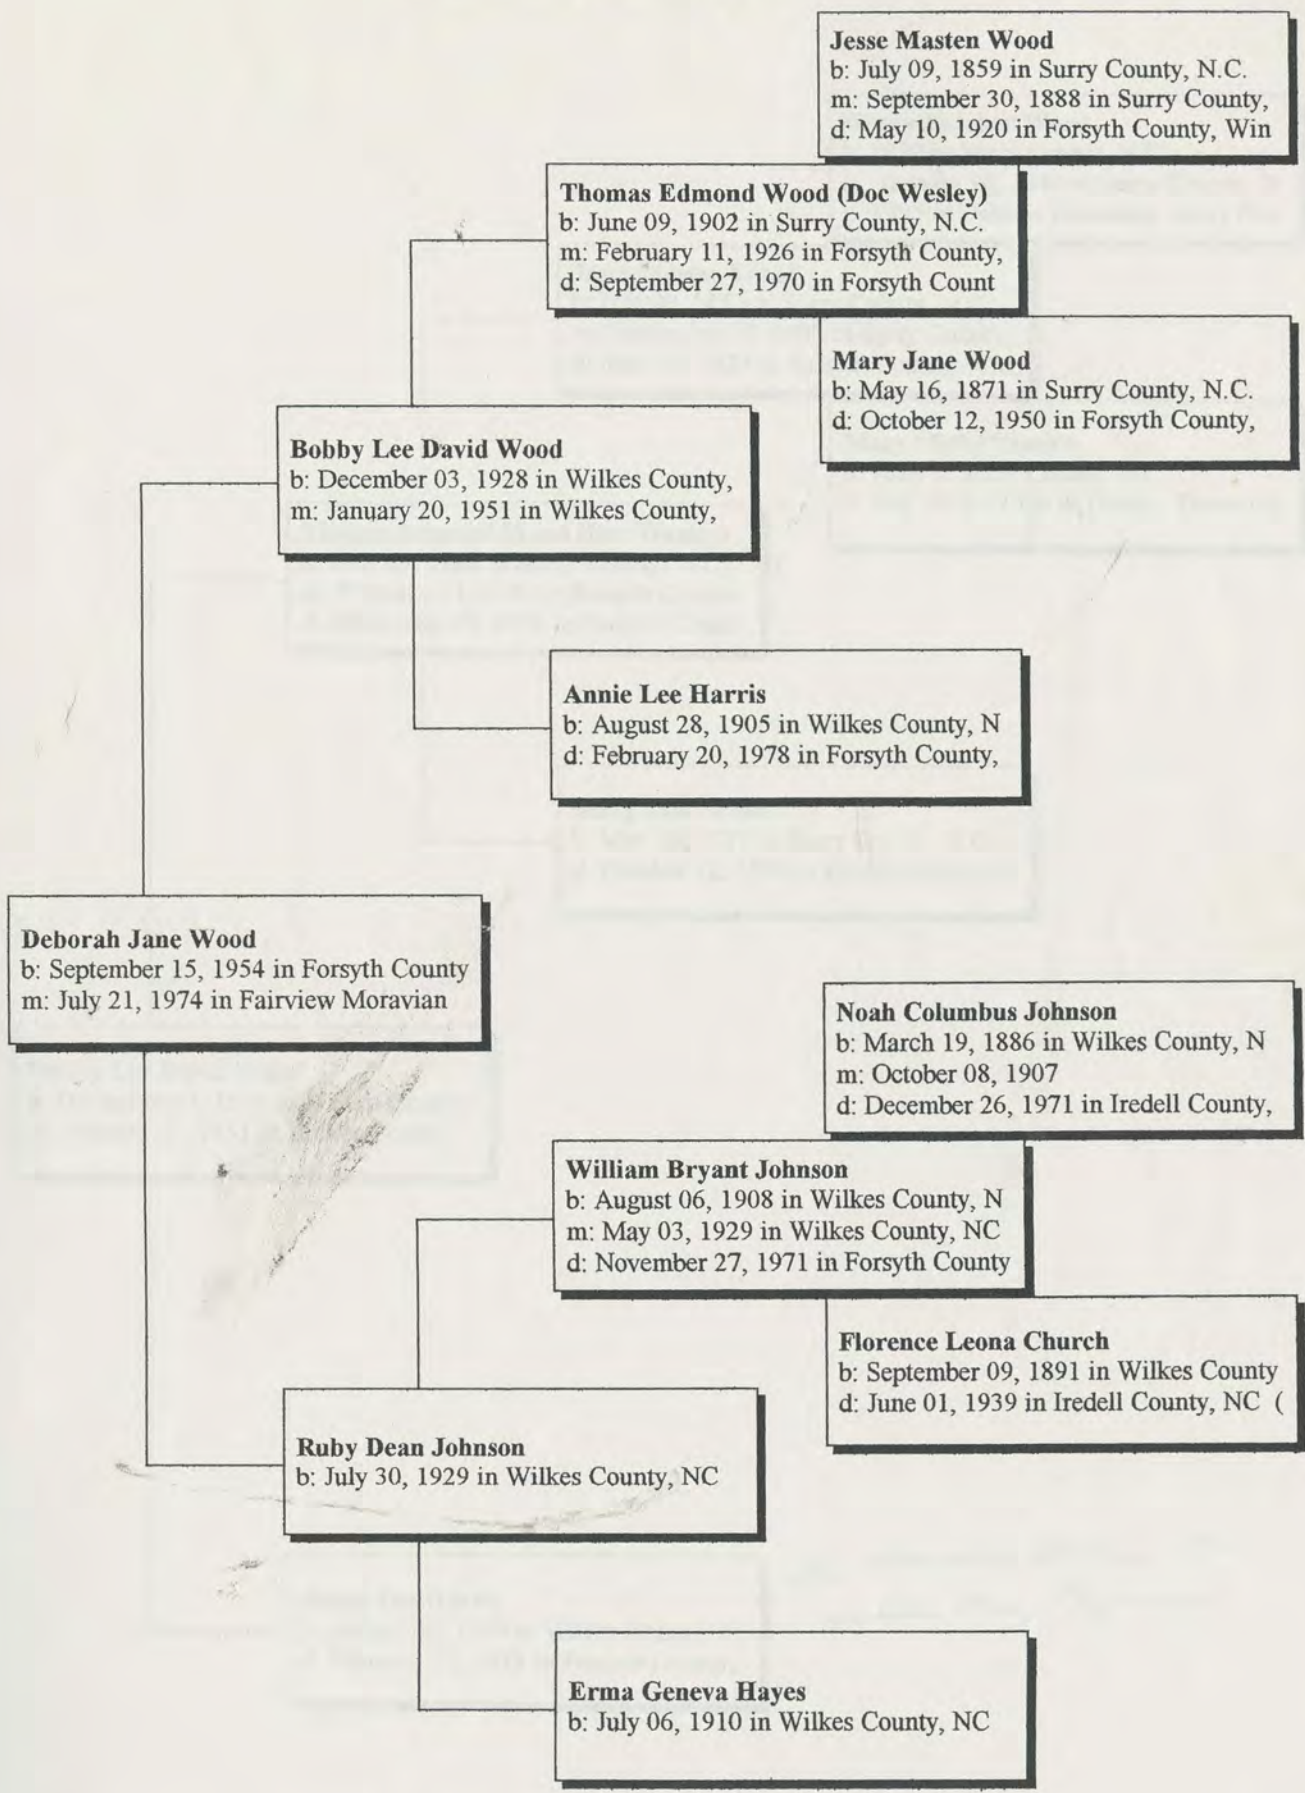 Jesse Masten Wood
b: July 09, 1859 in Surry County, N.C.
m: September 30, 1888 in Surry County,
d: May 10, 1920 in Forsyth County, Win
Thomas Edmond Wood (Doc Wesley)
b: June 09, 1902 in Surry County, N.C.
m: February 11, 1926 in Forsyth County,
d: September 27, 1970 in Forsyth Count
Mary Jane Wood
b: May 16, 1871 in Surry County, N.C.
d: October 12, 1950 in Forsyth County,
Bobby Lee David Wood
b: December 03, 1928 in Wilkes County,
m: January 20, 1951 in Wilkes County,
Annie Lee Harris
b: August 28, 1905 in Wilkes County, N
d: February 20, 1978 in Forsyth County,
Deborah Jane Wood
b: September 15, 1954 in Forsyth County
m: July 21, 1974 in Fairview Moravian
Noah Columbus Johnson
b: March 19, 1886 in Wilkes County, N
m: October 08, 1907
d: December 26, 1971 in Iredell County,
William Bryant Johnson
b: August 06, 1908 in Wilkes County, N
m: May 03, 1929 in Wilkes County, NC
d: November 27, 1971 in Forsyth County
Florence Leona Church
b: September 09, 1891 in Wilkes County
d: June 01, 1939 in Iredell County, NC (
Ruby Dean Johnson
b: July 30, 1929 in Wilkes County, NC
Erma Geneva Hayes
b: July 06, 1910 in Wilkes County, NC